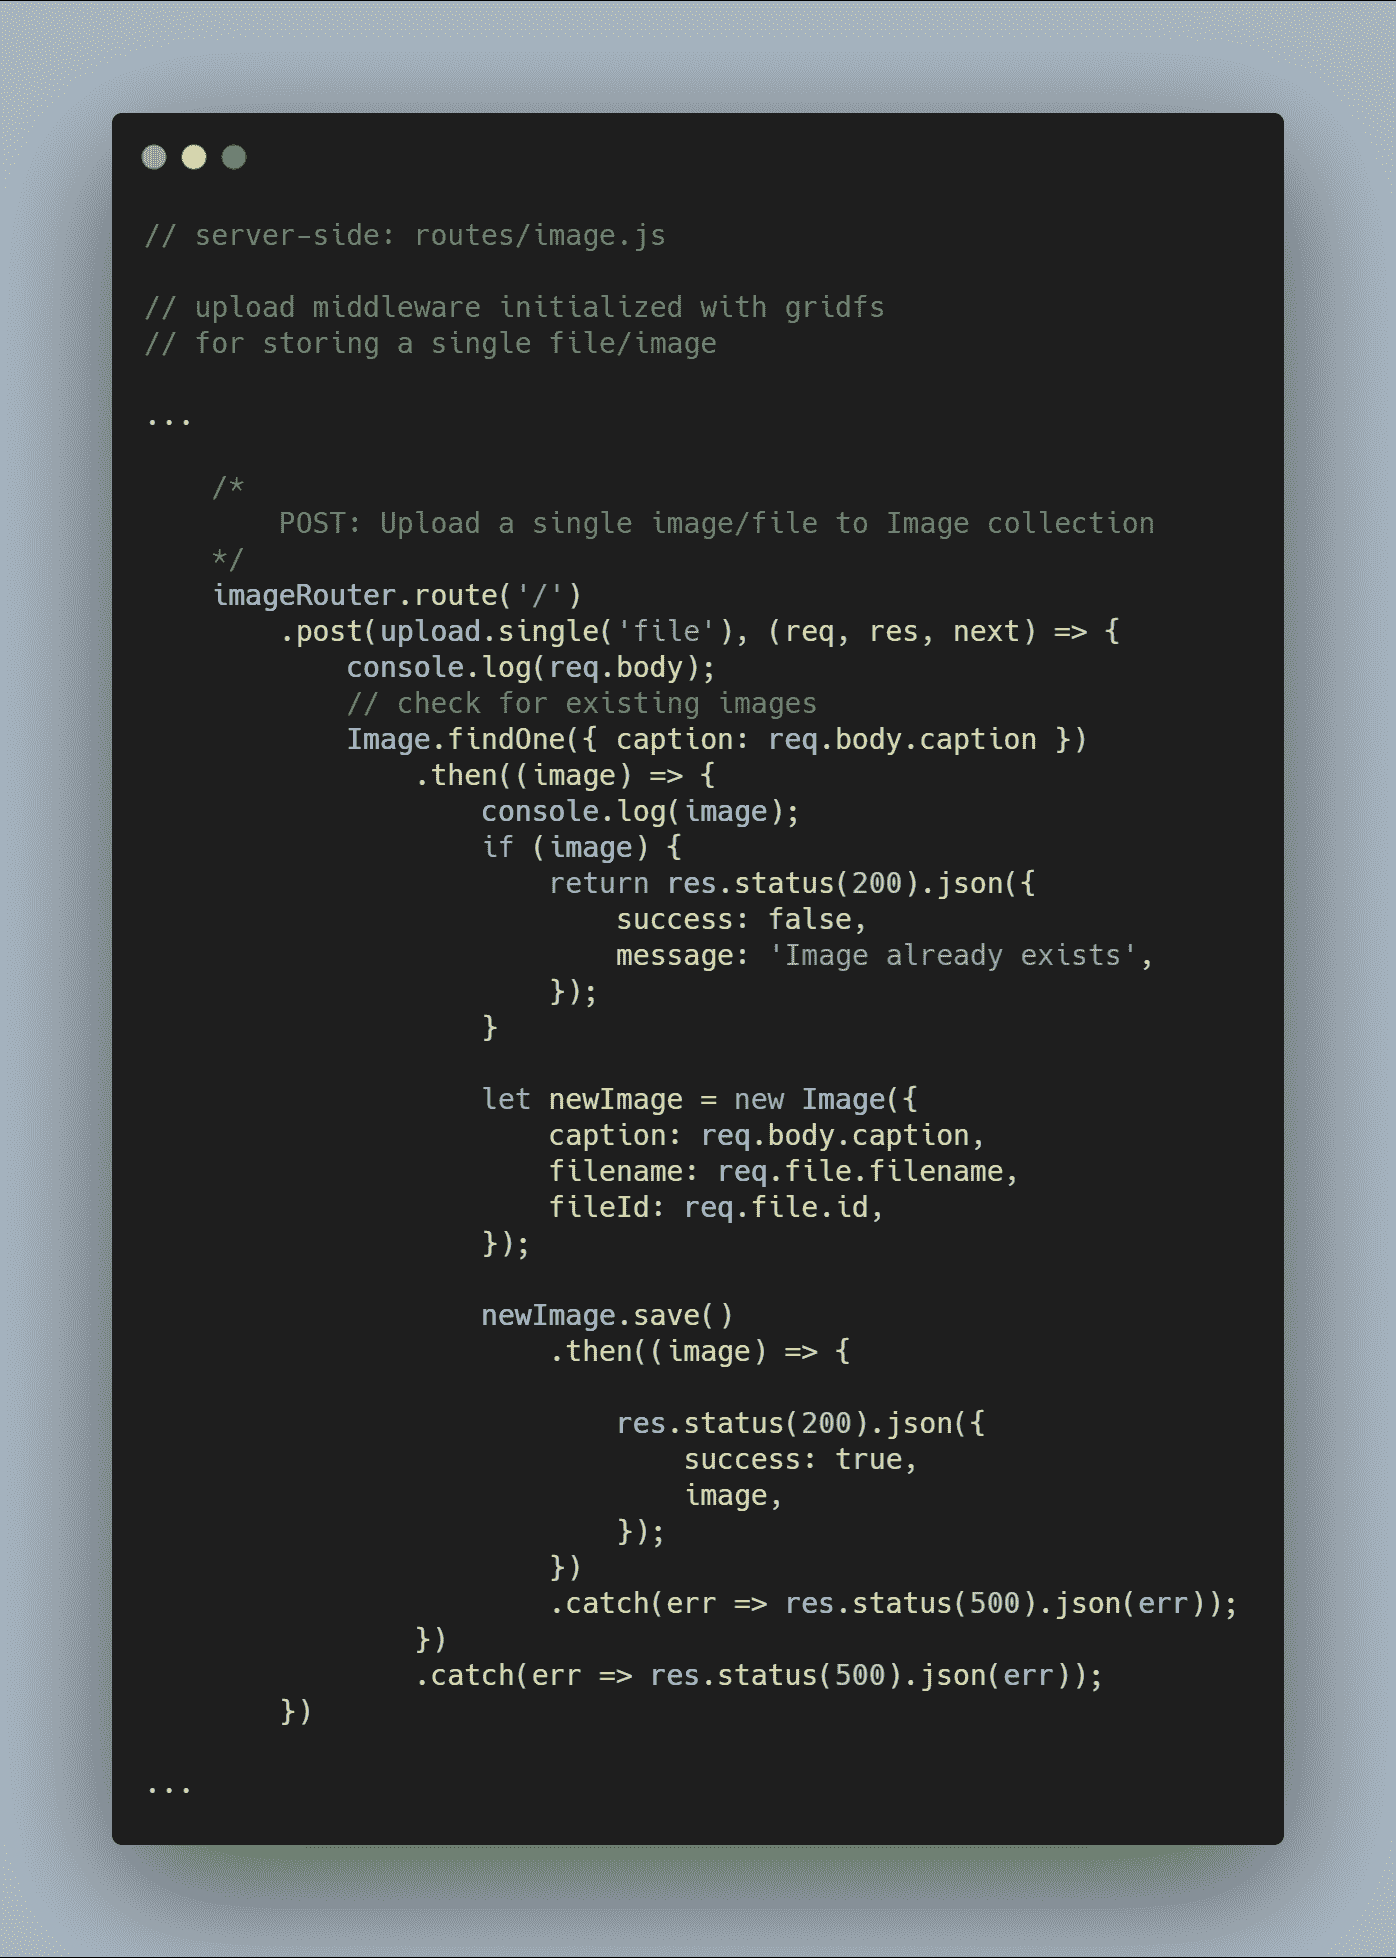 // server-side: routes/image.js
// upload middleware initialized with gridfs
// for storing a single file/image
...
/*
POST: Upload a single image/file to Image collection
*/
imageRouter.route('/')
.post(upload.single('file'), (req, res, next) => {
console.log(req.body);
// check for existing images
Image.findOne({ caption: req.body.caption })
.then((image) => {
console.log(image);
if (image) {
return res.status(200).json({
success: false,
message: 'Image already exists',
});
}
let newImage = new Image({
caption: req.body.caption,
filename: req.file.filename,
fileId: req.file.id,
});
newImage.save()
.then((image) => {
res.status(200).json({
success: true,
image,
});
})
.catch(err => res.status(500).json(err));
})
.catch(err => res.status(500).json(err));
})
...